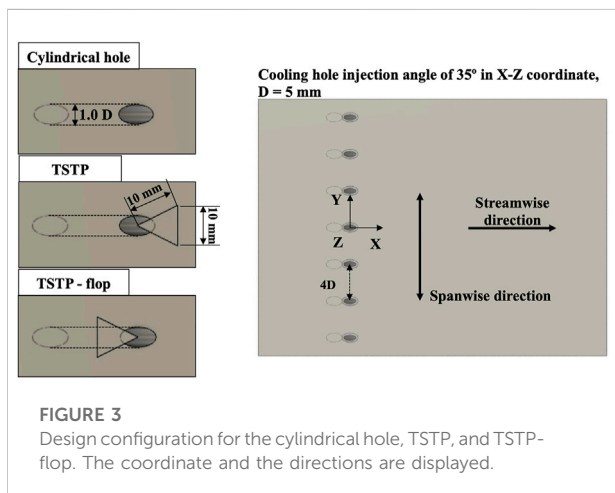 Cylindrical hole
1.0 D
TSTP
10 mm
10 mm
TSTP - flop
Cooling hole injection angle of 35º in X-Z coordinate,
D = 5 mm
Y
Z
X
4D
Streamwise
direction
Spanwise direction
FIGURE 3
Design configuration for the cylindrical hole, TSTP, and TSTP-
flop. The coordinate and the directions are displayed.